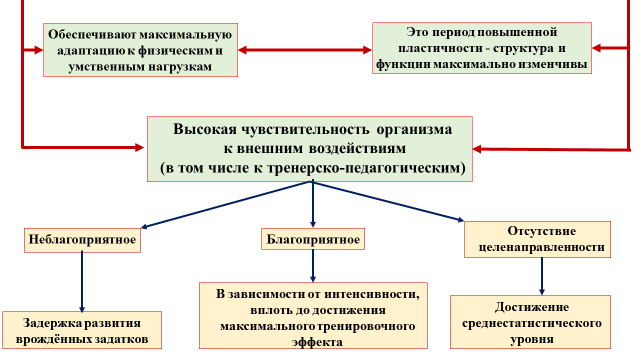 Обеспечивают максимальную
адаптацию к физическим и
умственным нагрузкам
Это период повышенной
пластичности - структура и
функции максимально изменчивы
Высокая чувствительность организма
к внешним воздействиям
(в том числе к тренерско-педагогическим)
Неблагоприятное
Благоприятное
Отсутствие
целенаправленности
Задержка развития
врождённых задатков
В зависимости от интенсивности,
вплоть до достижения
максимального тренировочного
эффекта
Достижение
среднестатистического
уровня